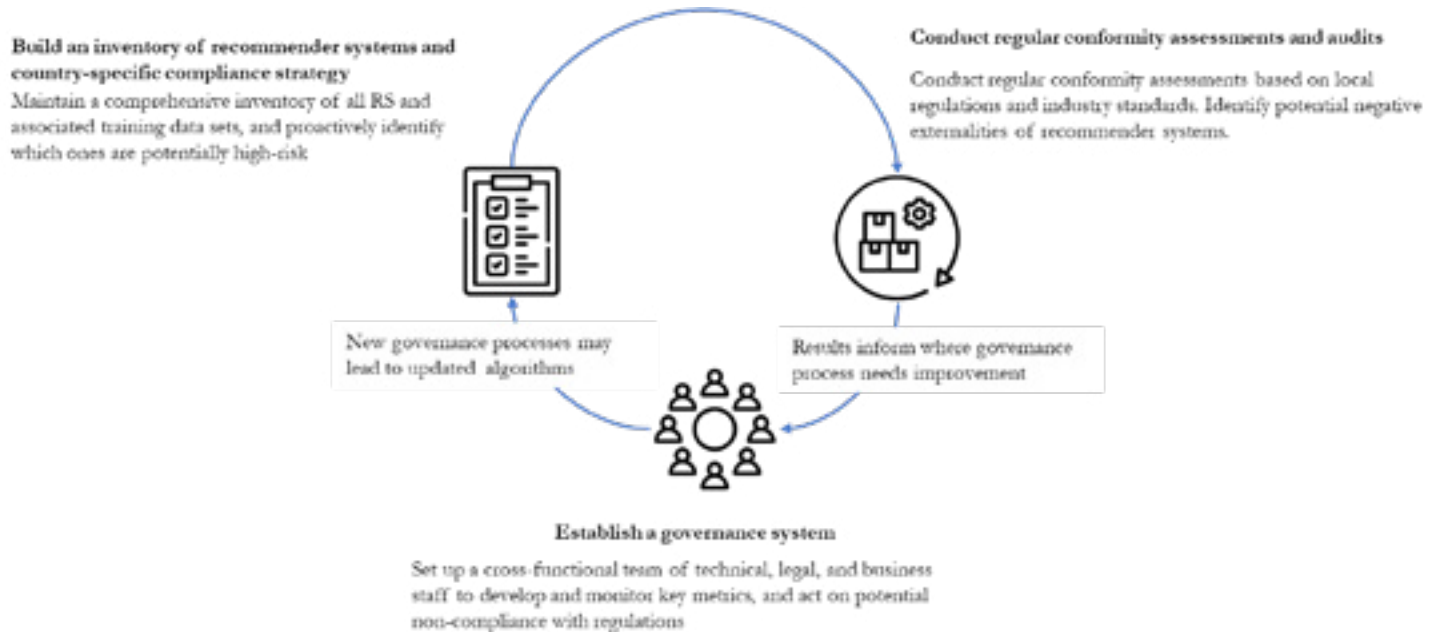 Build an inventory of recommender systems and
country-specific compliance strategy
Maintain a comprehensive inventory of all RS and
associated training data sets, and proactively identify
which ones are potentially high-risk
Conduct regular conformity assessments and audits
Conduct regular conformity assessments based on local
regulations and industry standards. Identify potential negative
externalities of recommender systems.
New governance processes may
lead to updated algorithms
Results inform where governance
process needs improvement
Establish a governance system
Set up a cross-functional team of technical, legal, and business
staff to develop and monitor key metrics, and act on potential
non-compliance with regulations